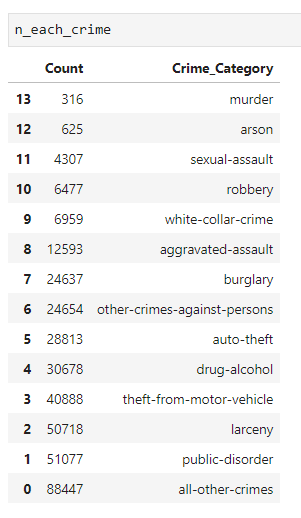 n_each_crime
Count Crime_Category
13 316 murder
12 625 arson
11 4307 sexual-assault
10 6477 robbery
9 6959 white-collar-crime
8 12593 aggravated-assault
7 24637 burglary
6 24654 other-crimes-against-persons
5 28813 auto-theft
4 30678 drug-alcohol
3 40888 theft-from-motor-vehicle
2 50718 larceny
1 51077 public-disorder
0 88447 all-other-crimes